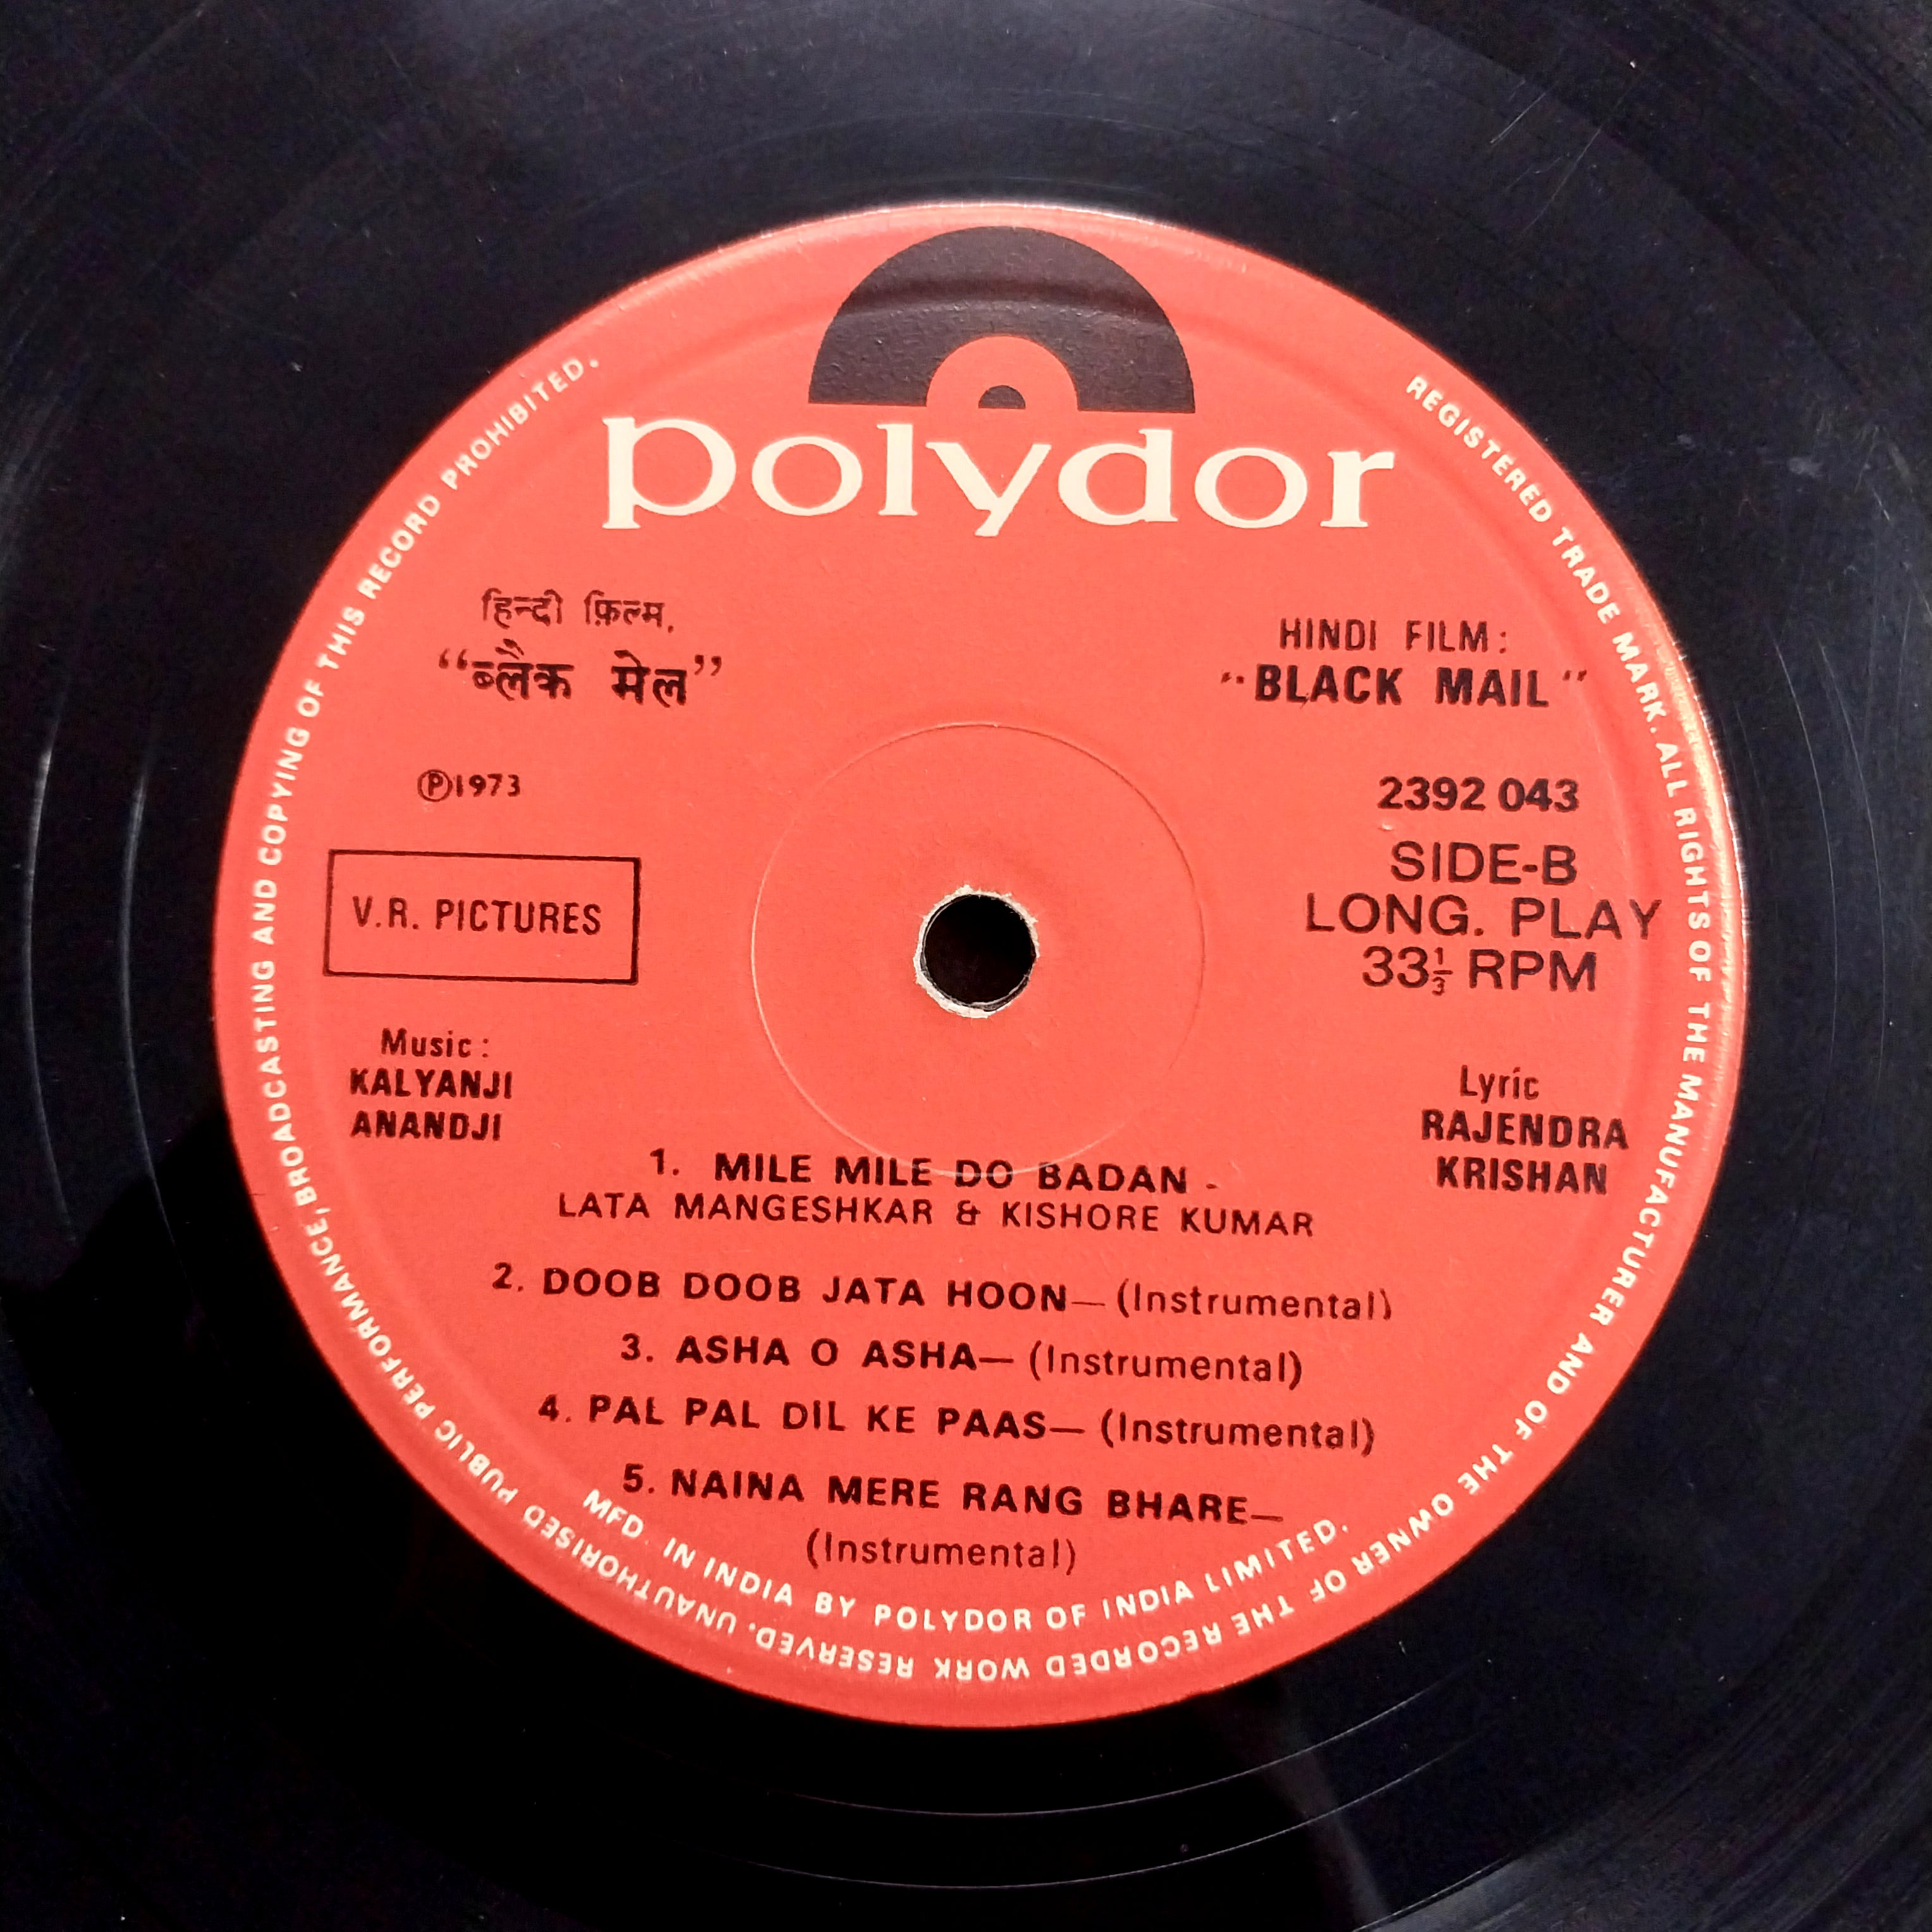 polydor
हिन्दी फ़िल्म,
“ब्लैक मेल”
HINDI FILM:
"BLACK MAIL"
℗1973
V.R. PICTURES
2392 043
SIDE-B
LONG. PLAY
33⅓ RPM
Music:
KALYANJI
ANANDJI
Lyric
RAJENDRA
KRISHAN
1. MILE MILE DO BADAN -
LATA MANGESHKAR & KISHORE KUMAR
2. DOOB DOOB JATA HOON— (Instrumental)
3. ASHA O ASHA— (Instrumental)
4. PAL PAL DIL KE PAAS— (Instrumental)
5. NAINA MERE RANG BHARE—
(Instrumental)
MFD. IN INDIA BY POLYDOR OF INDIA LIMITED.
REGISTERED TRADE MARK. ALL RIGHTS OF THE MANUFACTURER AND OF THE OWNER OF THE RECORDED WORK RESERVED. UNAUTHORISED PUBLIC PERFORMANCE, BROADCASTING AND COPYING OF THIS RECORD PROHIBITED.